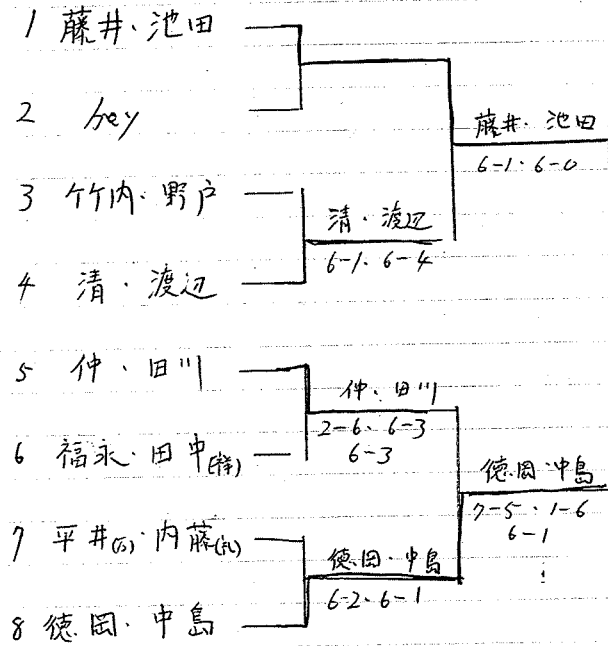 1 藤井・池田
2 bey
藤井・池田
6-1・6-0
3 竹内・野戸
清・渡辺
6-1・6-4
4 清・渡辺
5 仲・田川
仲・田川
2-6・6-3
6-3
6 福永・田中
徳岡・中島
7-5・1-6
6-1
7 平井・内藤
徳岡・中島
6-2・6-1
8 徳岡・中島